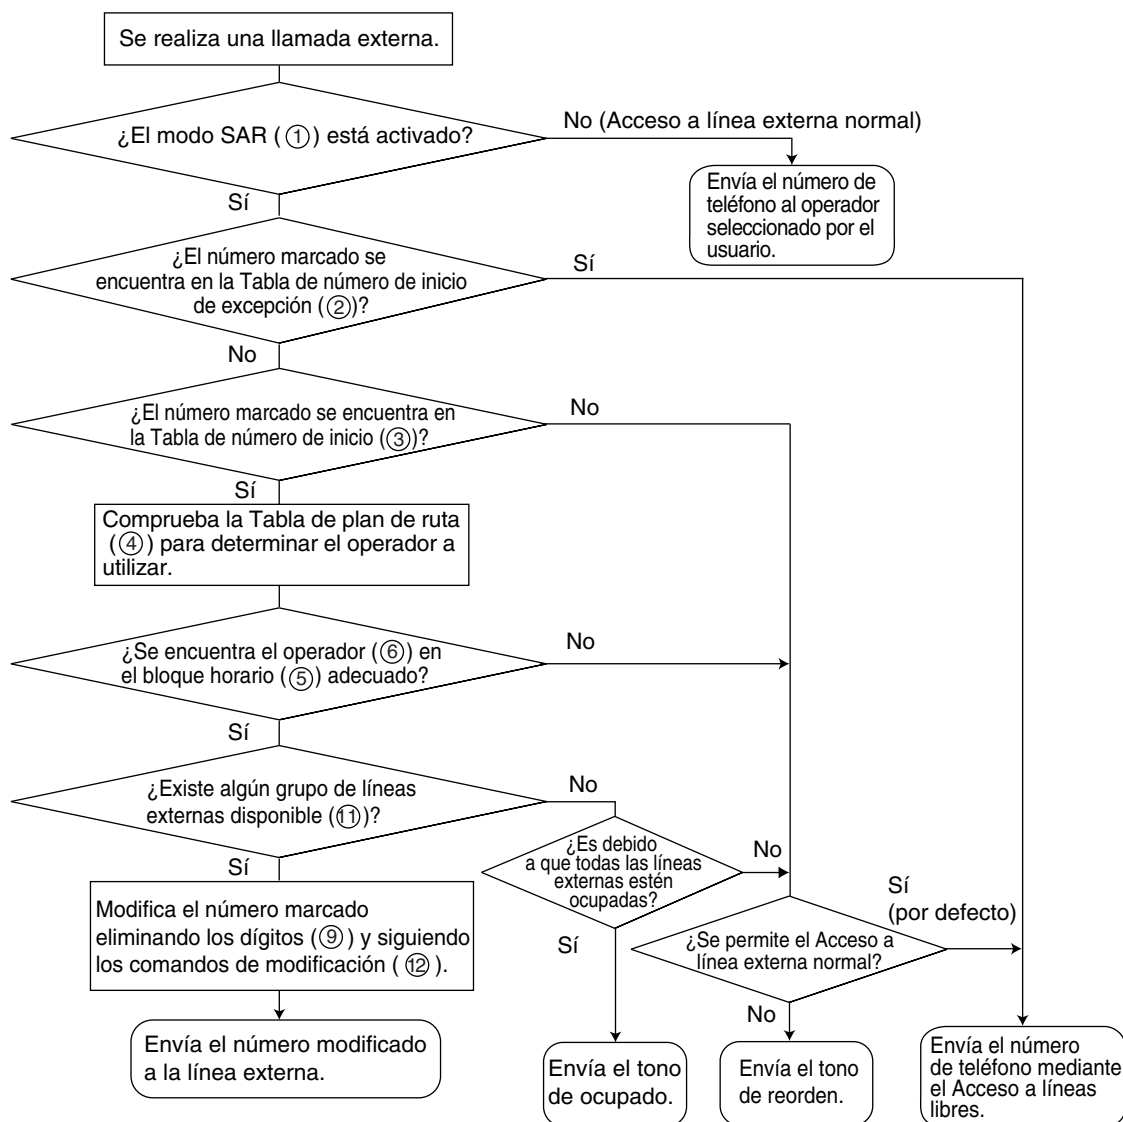 Se realiza una llamada externa.
¿El modo SAR (①) está activado?
No (Acceso a línea externa normal)
Envía el número de
teléfono al operador
seleccionado por el
usuario.
Sí
¿El número marcado se
encuentra en la Tabla de número de inicio
de excepción (②)?
Sí
No
¿El número marcado se encuentra en
la Tabla de número de inicio (③)?
No
Sí
Comprueba la Tabla de plan de ruta
(④) para determinar el operador a
utilizar.
¿Se encuentra el operador (⑥) en
el bloque horario (⑤) adecuado?
No
Sí
¿Existe algún grupo de líneas
externas disponible (⑪)?
No
¿Es debido
a que todas las líneas
externas estén
ocupadas?
No
Sí
Sí
Modifica el número marcado
eliminando los dígitos (⑨) y siguiendo
los comandos de modificación (⑫).
¿Se permite el Acceso a
línea externa normal?
Sí
(por defecto)
No
Envía el número modificado
a la línea externa.
Envía el tono
de ocupado.
Envía el tono
de reorden.
Envía el número
de teléfono mediante
el Acceso a líneas
libres.